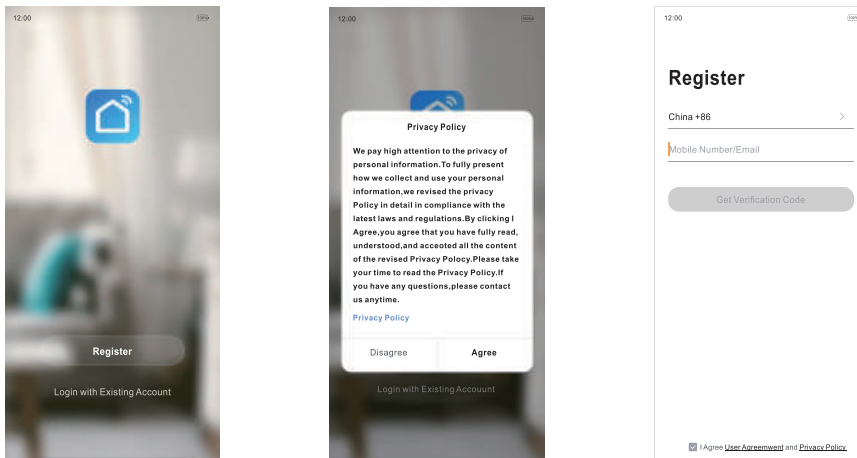 12:00
100%
Register
Login with Existing Account
12:00
100%
Privacy Policy
We pay high attention to the privacy of
personal information.To fully present
how we collect and use your personal
information,we revised the privacy
Policy in detail in compliance with the
latest laws and regulations.By clicking I
Agree,you agree that you have fully read,
understood,and acceoted all the content
of the revised Privacy Polocy.Please take
your time to read the Privacy Policy.If
you have any questions,please contact
us anytime.
Privacy Policy
Disagree
Agree
Login with Existing Accouunt
12:00
Register
China +86
Mobile Number/Email
Get Verification Code
I Agree User Agreemwent and Privacy Policy